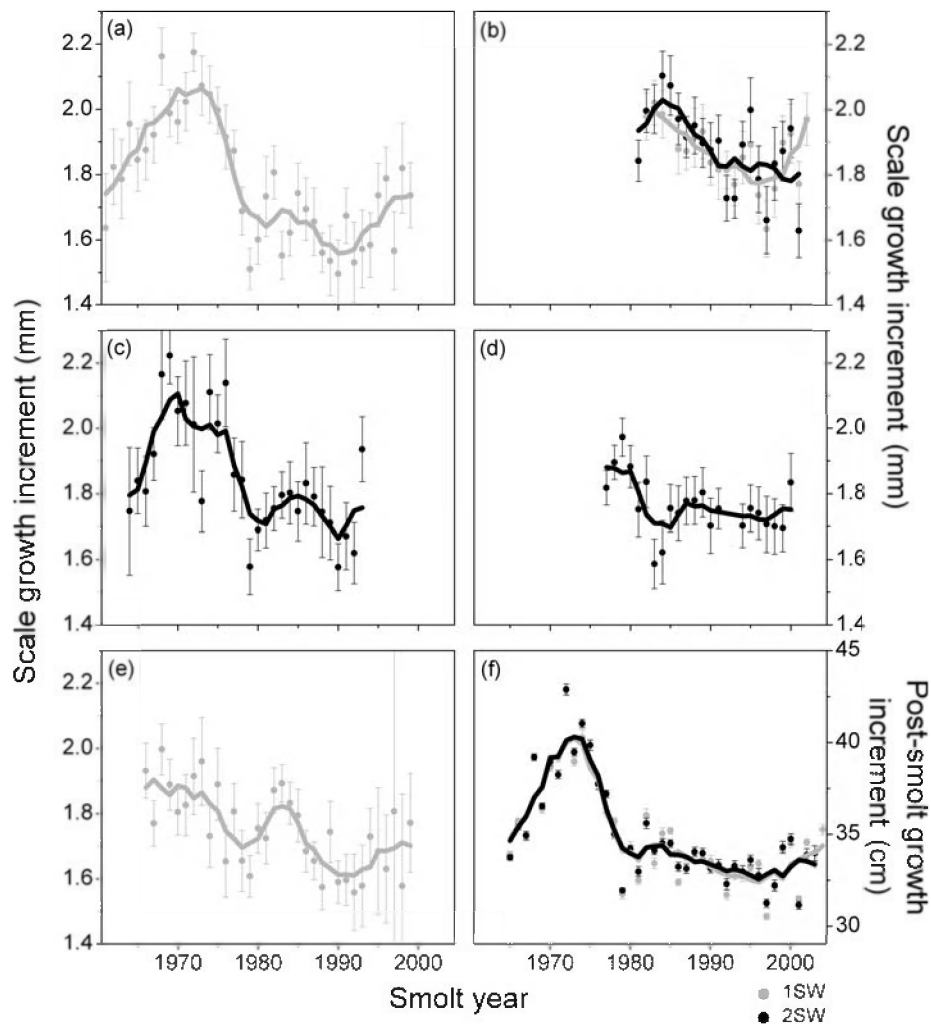 (a)
2.2
2.0
1.8
1.6
1.4
(b)
2.2
2.0
1.8
1.6
1.4
(c)
2.2
2.0
1.8
1.6
1.4
(d)
2.2
2.0
1.8
1.6
1.4
(e)
2.2
2.0
1.8
1.6
1.4
(f)
45
40
35
30
Scale growth increment (mm)
Scale growth increment (mm)
Post-smolt growth
increment (cm)
1970
1980
1990
2000
1970
1980
1990
2000
Smolt year
1SW
2SW